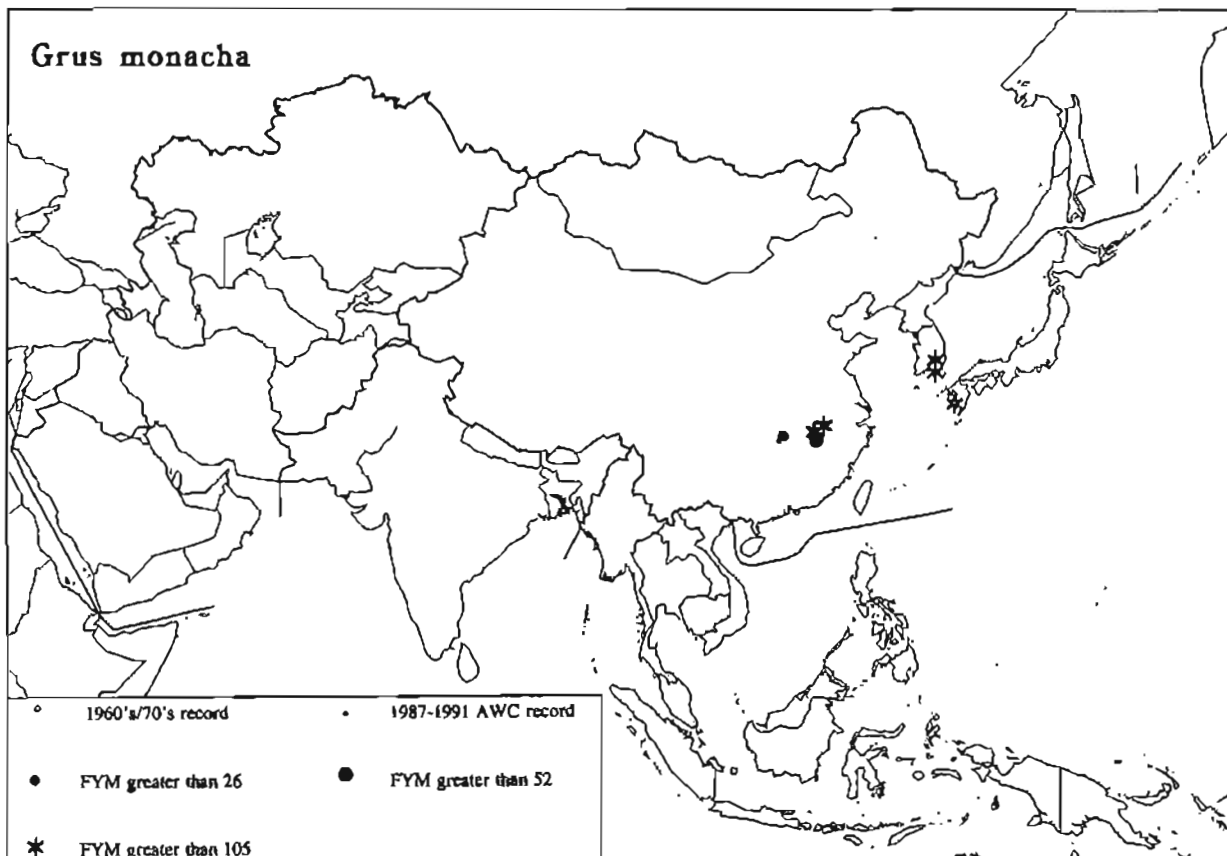 Grus monacha
1960's/70's record
1987-1991 AWC record
FYM greater than 26
FYM greater than 52
FYM greater than 105